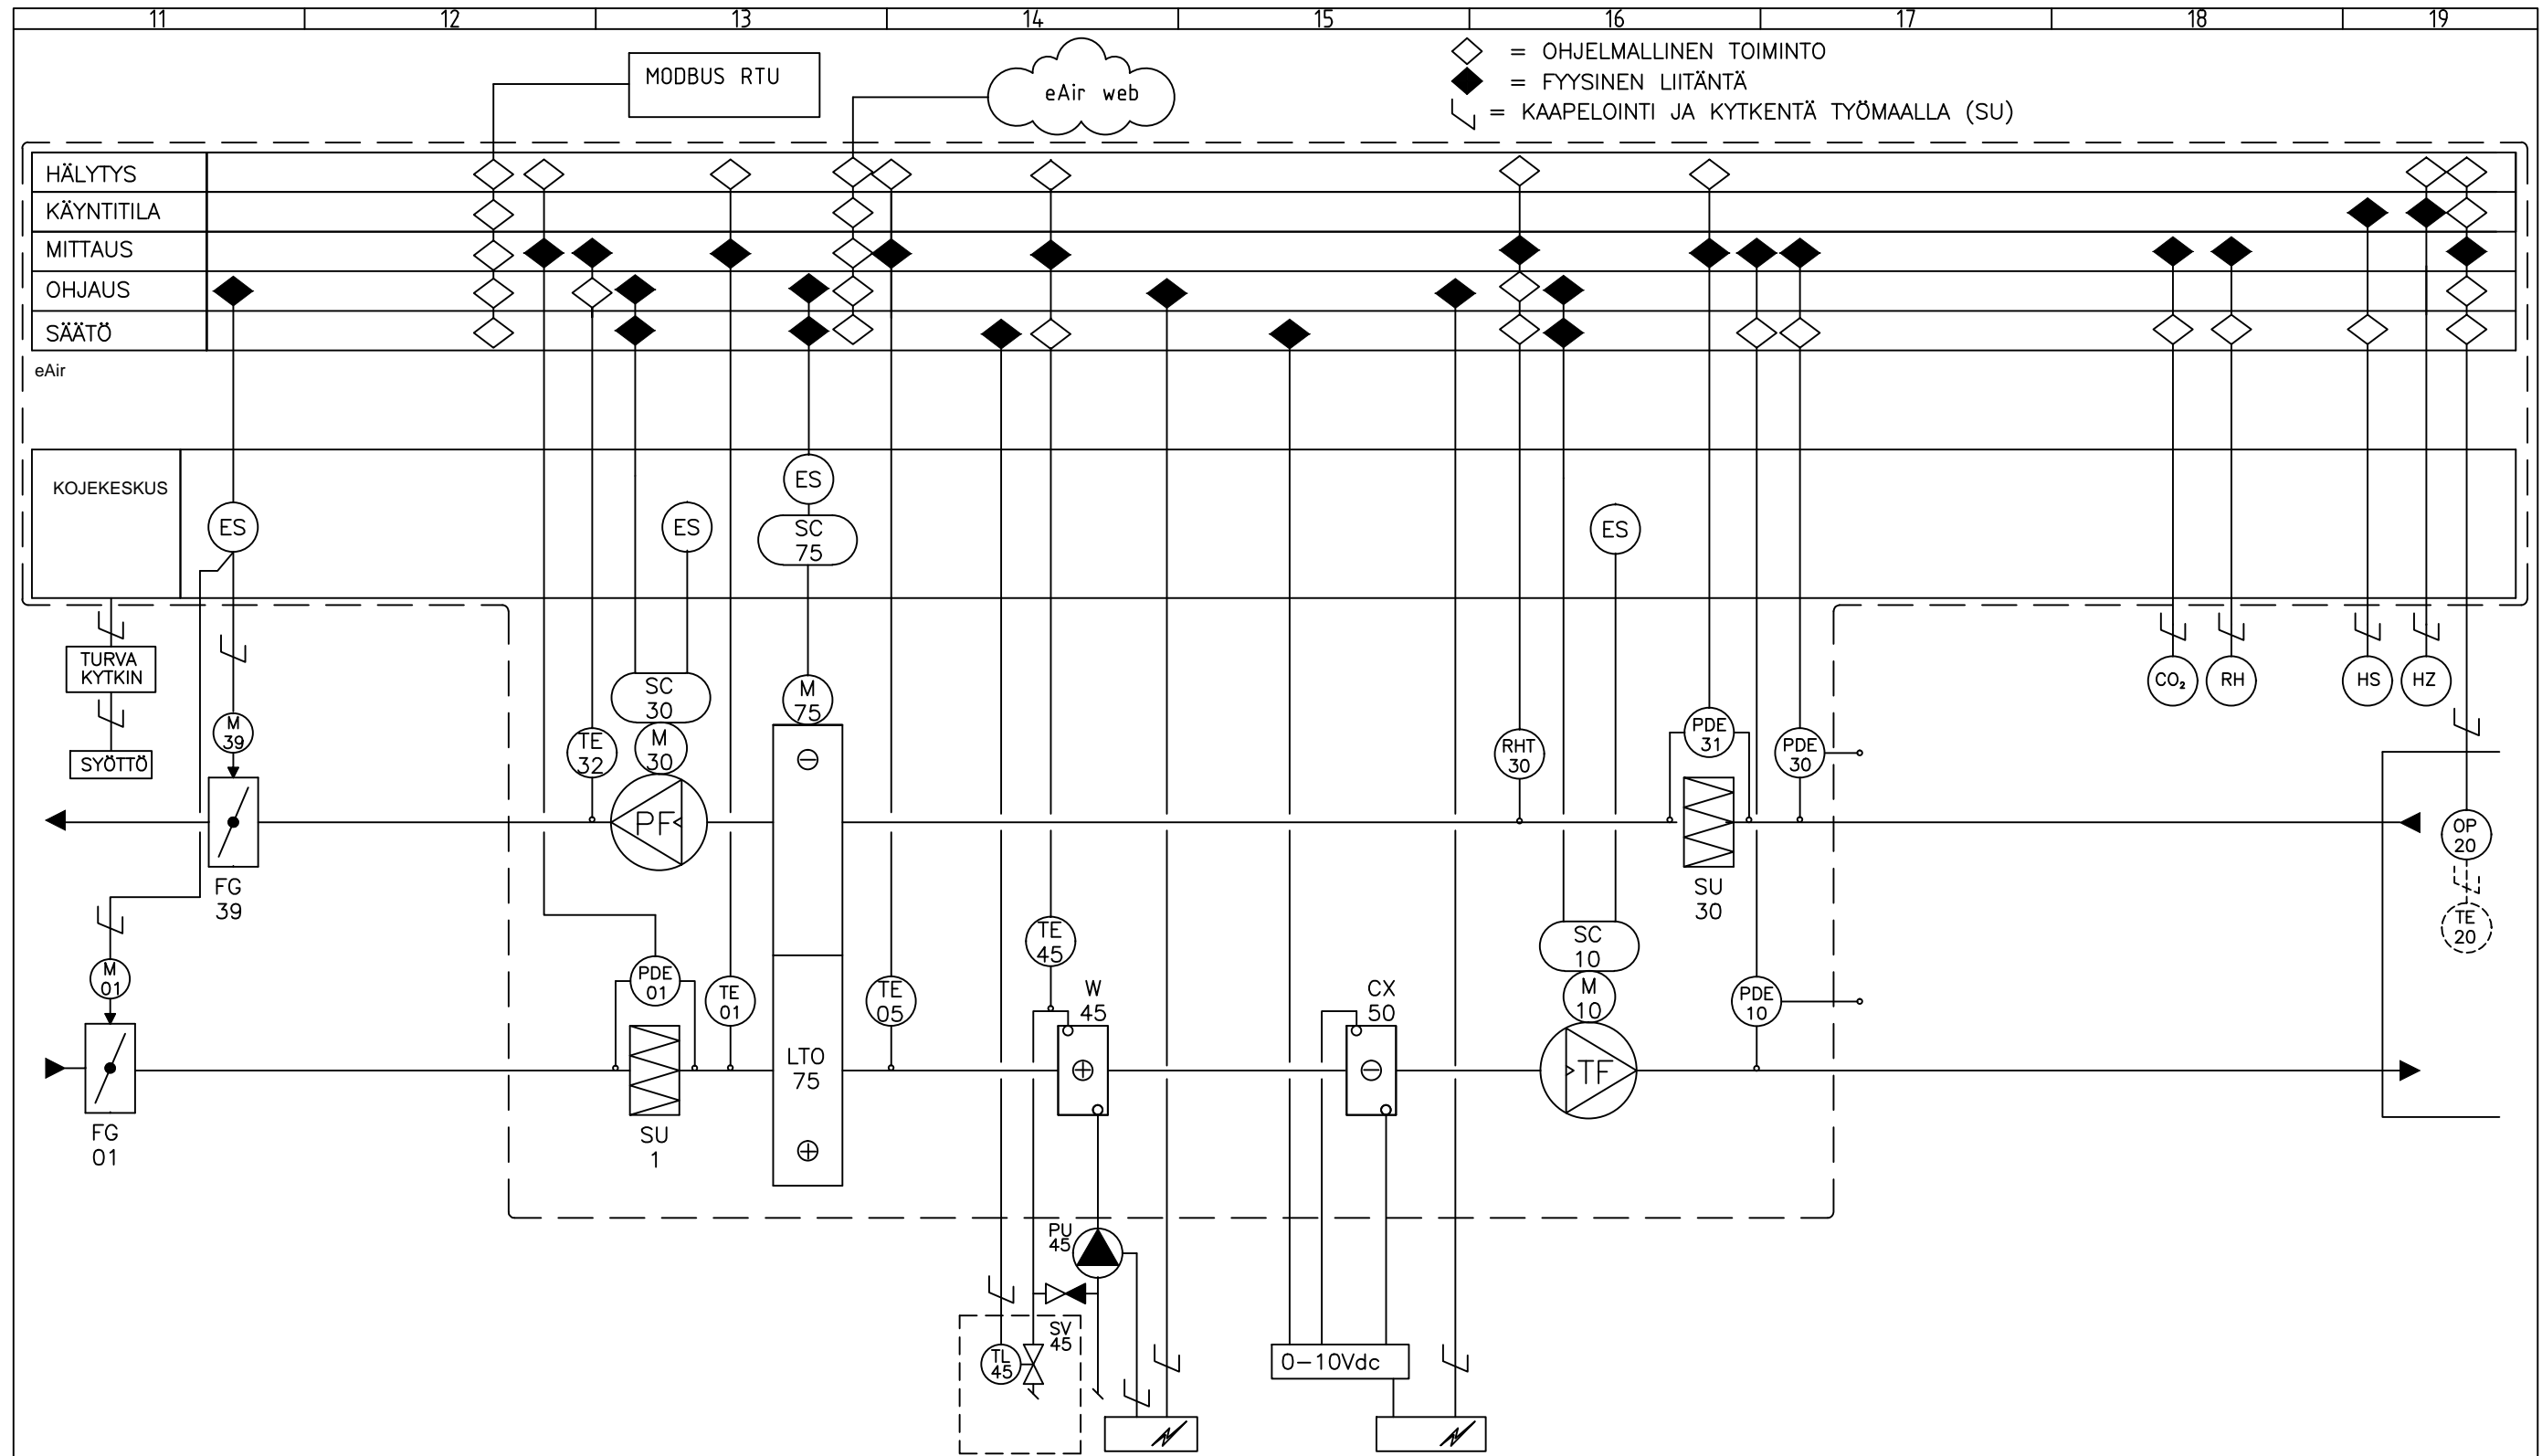 11 12 13 14 15 16 17 18 19
MODBUS RTU
eAir web
= OHJELMALLINEN TOIMINTO
= FYYSINEN LIITÄNTÄ
= KAAPELOINTI JA KYTKENTÄ TYÖMAALLA (SU)
HÄLYTYS
KÄYNTITILA
MITTAUS
OHJAUS
SÄÄTÖ
eAir
KOJEKESKUS
ES
ES
ES
SC
75
ES
TURVA
KYTKIN
SYÖTTÖ
M
39
TE
32
SC
30
M
30
M
75
RHT
30
PDE
31
PDE
30
CO₂
RH
HS
HZ
PF
OP
20
TE
20
FG
39
SU
30
M
01
PDE
01
TE
01
TE
05
TE
45
W
45
CX
50
SC
10
M
10
PDE
10
LTO
75
TF
FG
01
SU
1
PU
45
SV
45
TL
45
0-10Vdc